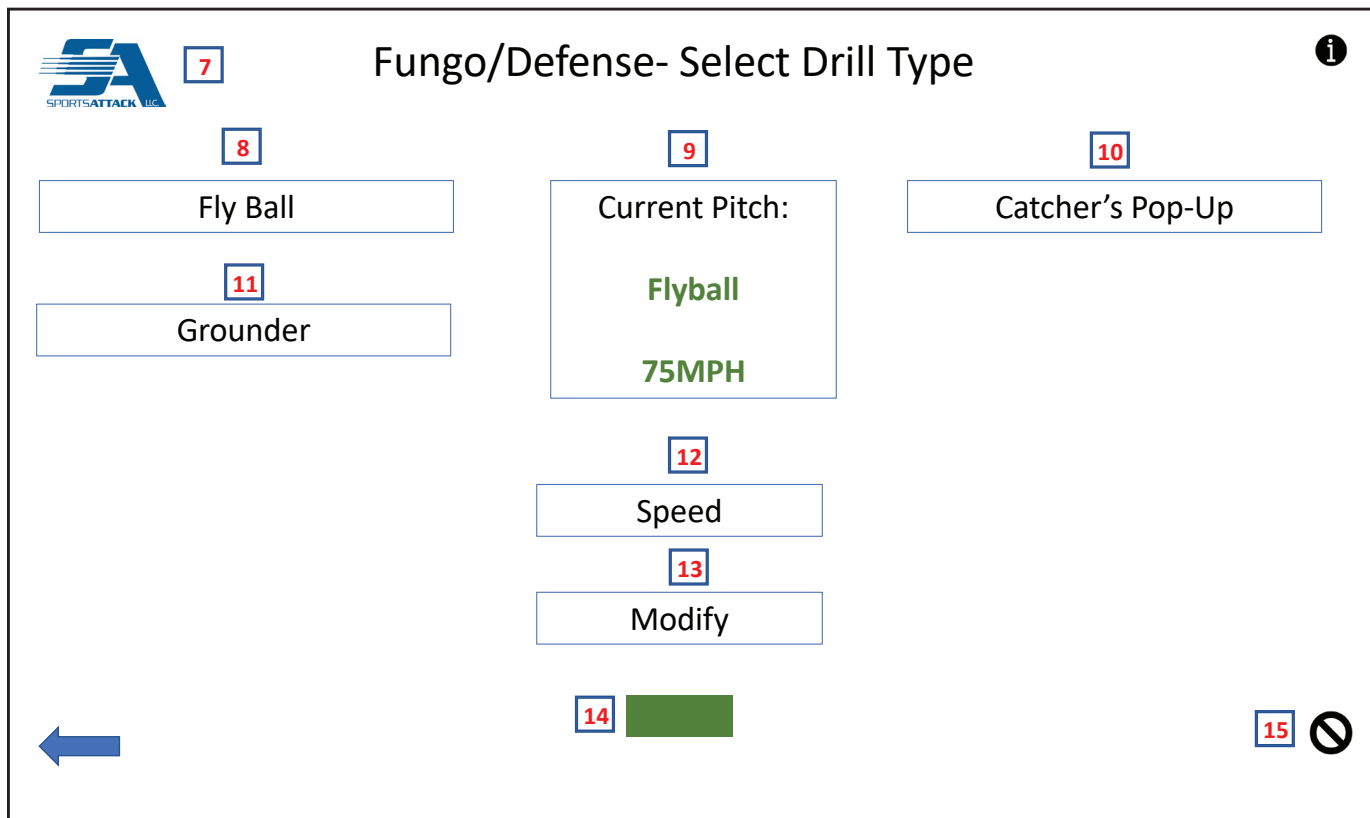 SPORTSATTACK LLC.
7
Fungo/Defense- Select Drill Type
8
9
10
Fly Ball
Current Pitch:
Catcher's Pop-Up
11
Flyball
Grounder
75MPH
12
Speed
13
Modify
14
15